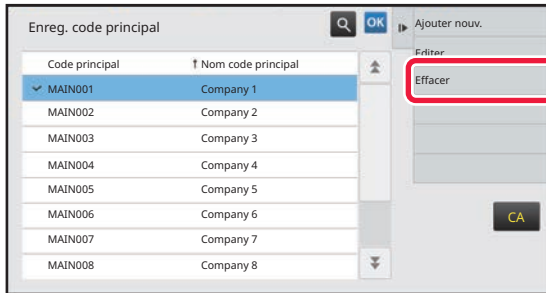 Enreg. code principal
OK
Ajouter nouv.
Editer
Effacer
Code principal Nom code principal
MAIN001 Company 1
MAIN002 Company 2
MAIN003 Company 3
MAIN004 Company 4
MAIN005 Company 5
MAIN006 Company 6
MAIN007 Company 7
MAIN008 Company 8
CA